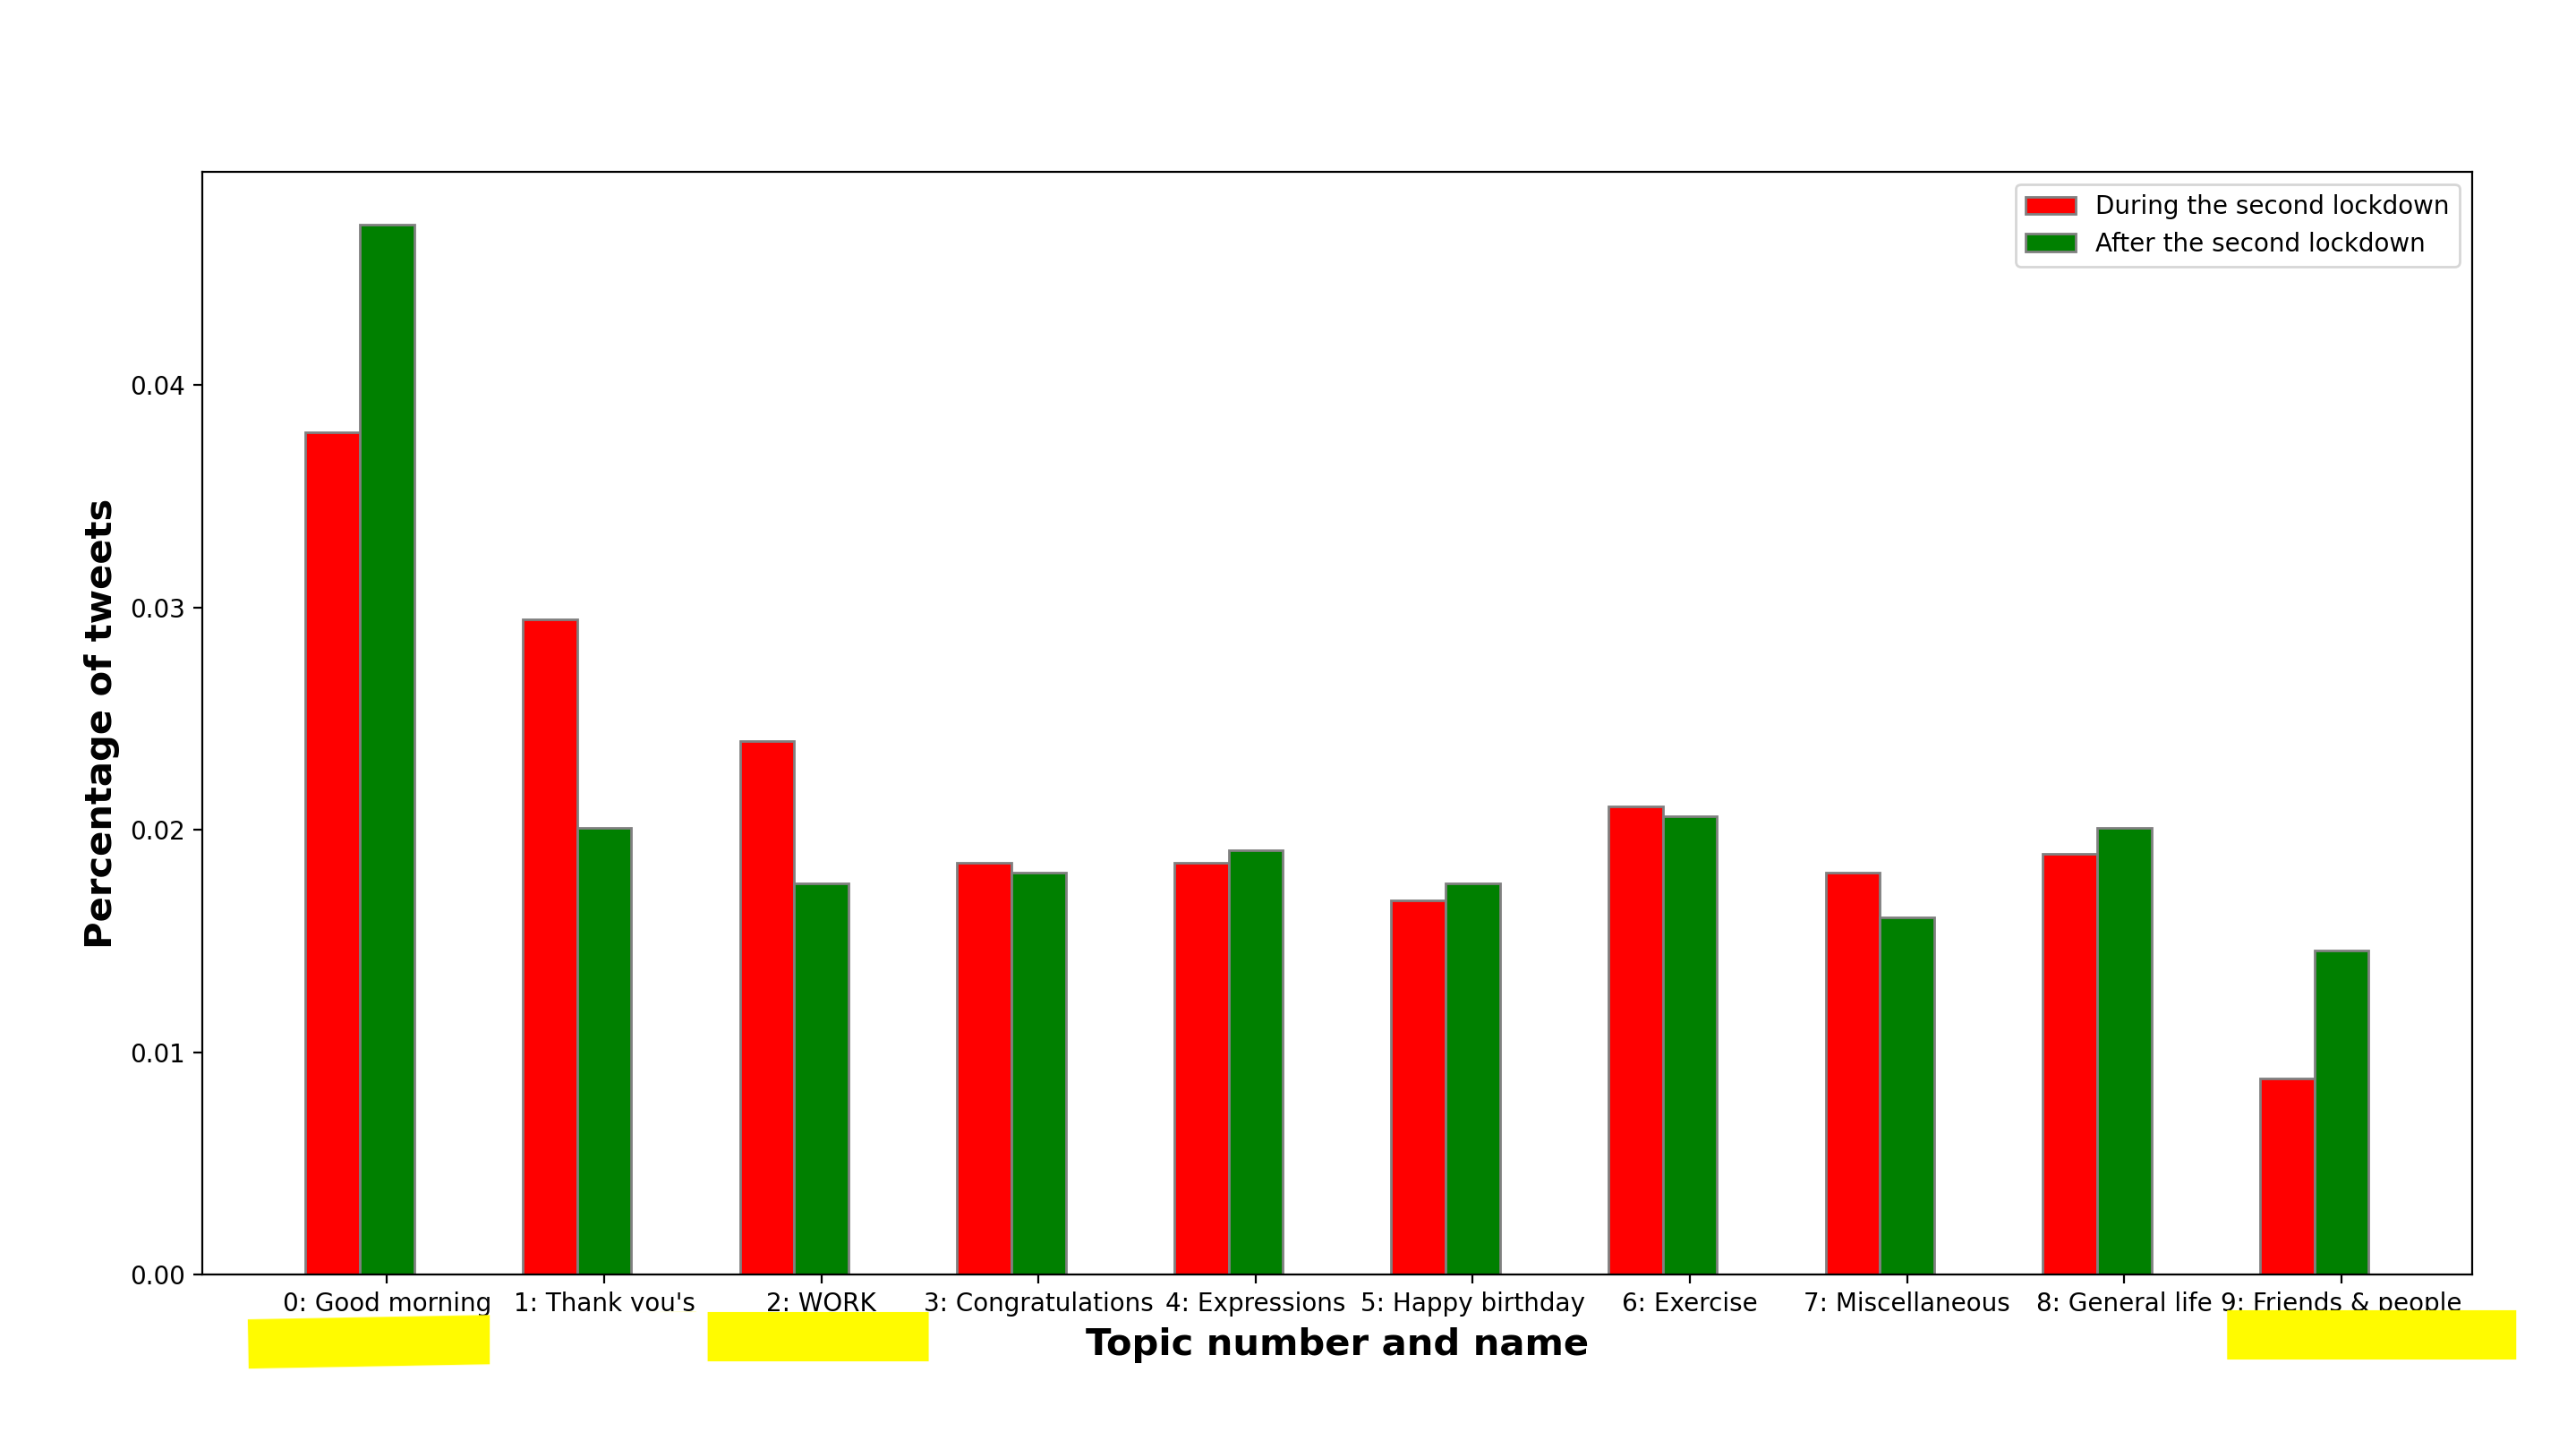 During the second lockdown
After the second lockdown
Percentage of tweets
0.04
0.03
0.02
0.01
0.00
0: Good morning 1: Thank you's 2: WORK 3: Congratulations 4: Expressions 5: Happy birthday 6: Exercise 7: Miscellaneous 8: General life 9: Friends & people
Topic number and name